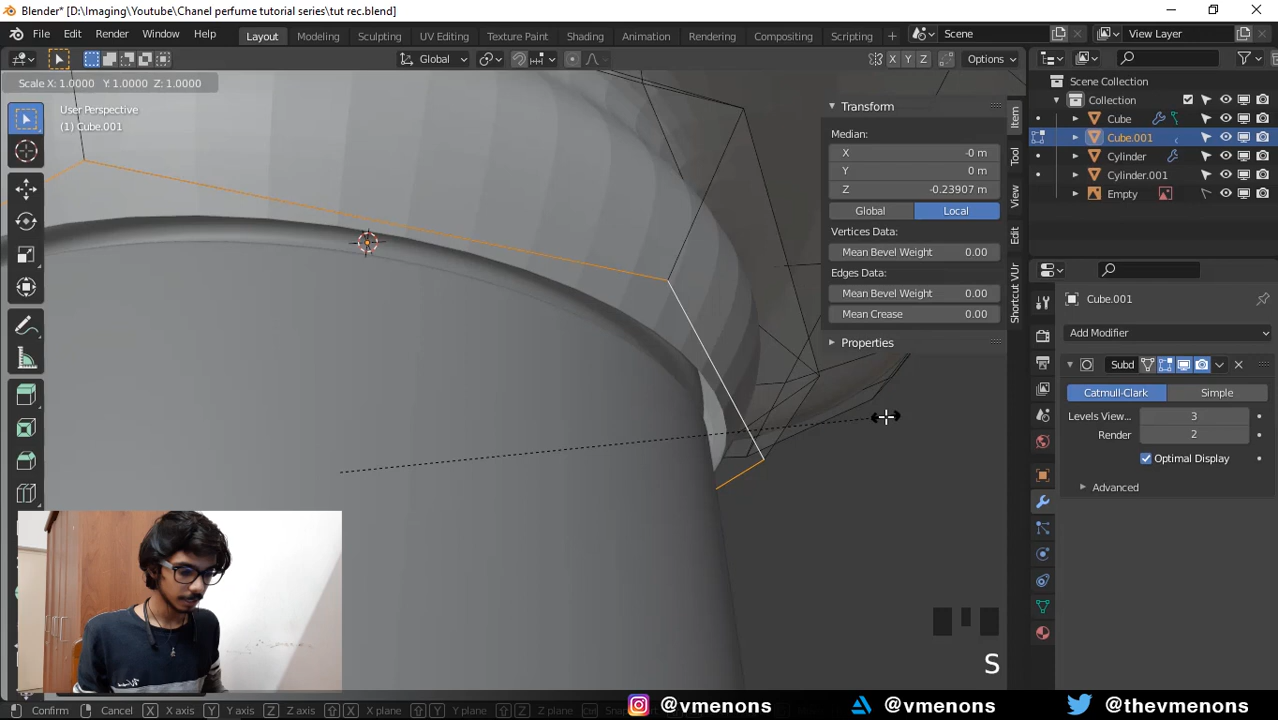 Blender* [D:\Imaging\Youtube\Chanel perfume tutorial series\tut rec.blend]
File Edit Render Window Help Layout Modeling Sculpting UV Editing Texture Paint Shading Animation Rendering Compositing Scripting + Scene View Layer
Global X Y Z Options
Scale X: 1.0000 Y: 1.0000 Z: 1.0000
User Perspective
(1) Cube.001
Transform
Median:
X -0 m
Y 0 m
Z -0.23907 m
Global Local
Vertices Data:
Mean Bevel Weight 0.00
Edges Data:
Mean Bevel Weight 0.00
Mean Crease 0.00
Properties
Item
Tool
View
Edit
Shortcut VUr
Scene Collection
Collection
Cube
Cube.001
Cylinder
Cylinder.001
Empty
Cube.001
Add Modifier
Subd
Catmull-Clark Simple
Levels View... 3
Render 2
Optimal Display
Advanced
S
Confirm Cancel X X axis Y Y axis Z Z axis X X plane Y Y plane Z Z plane
@vmenons @vmenons @thevmenons